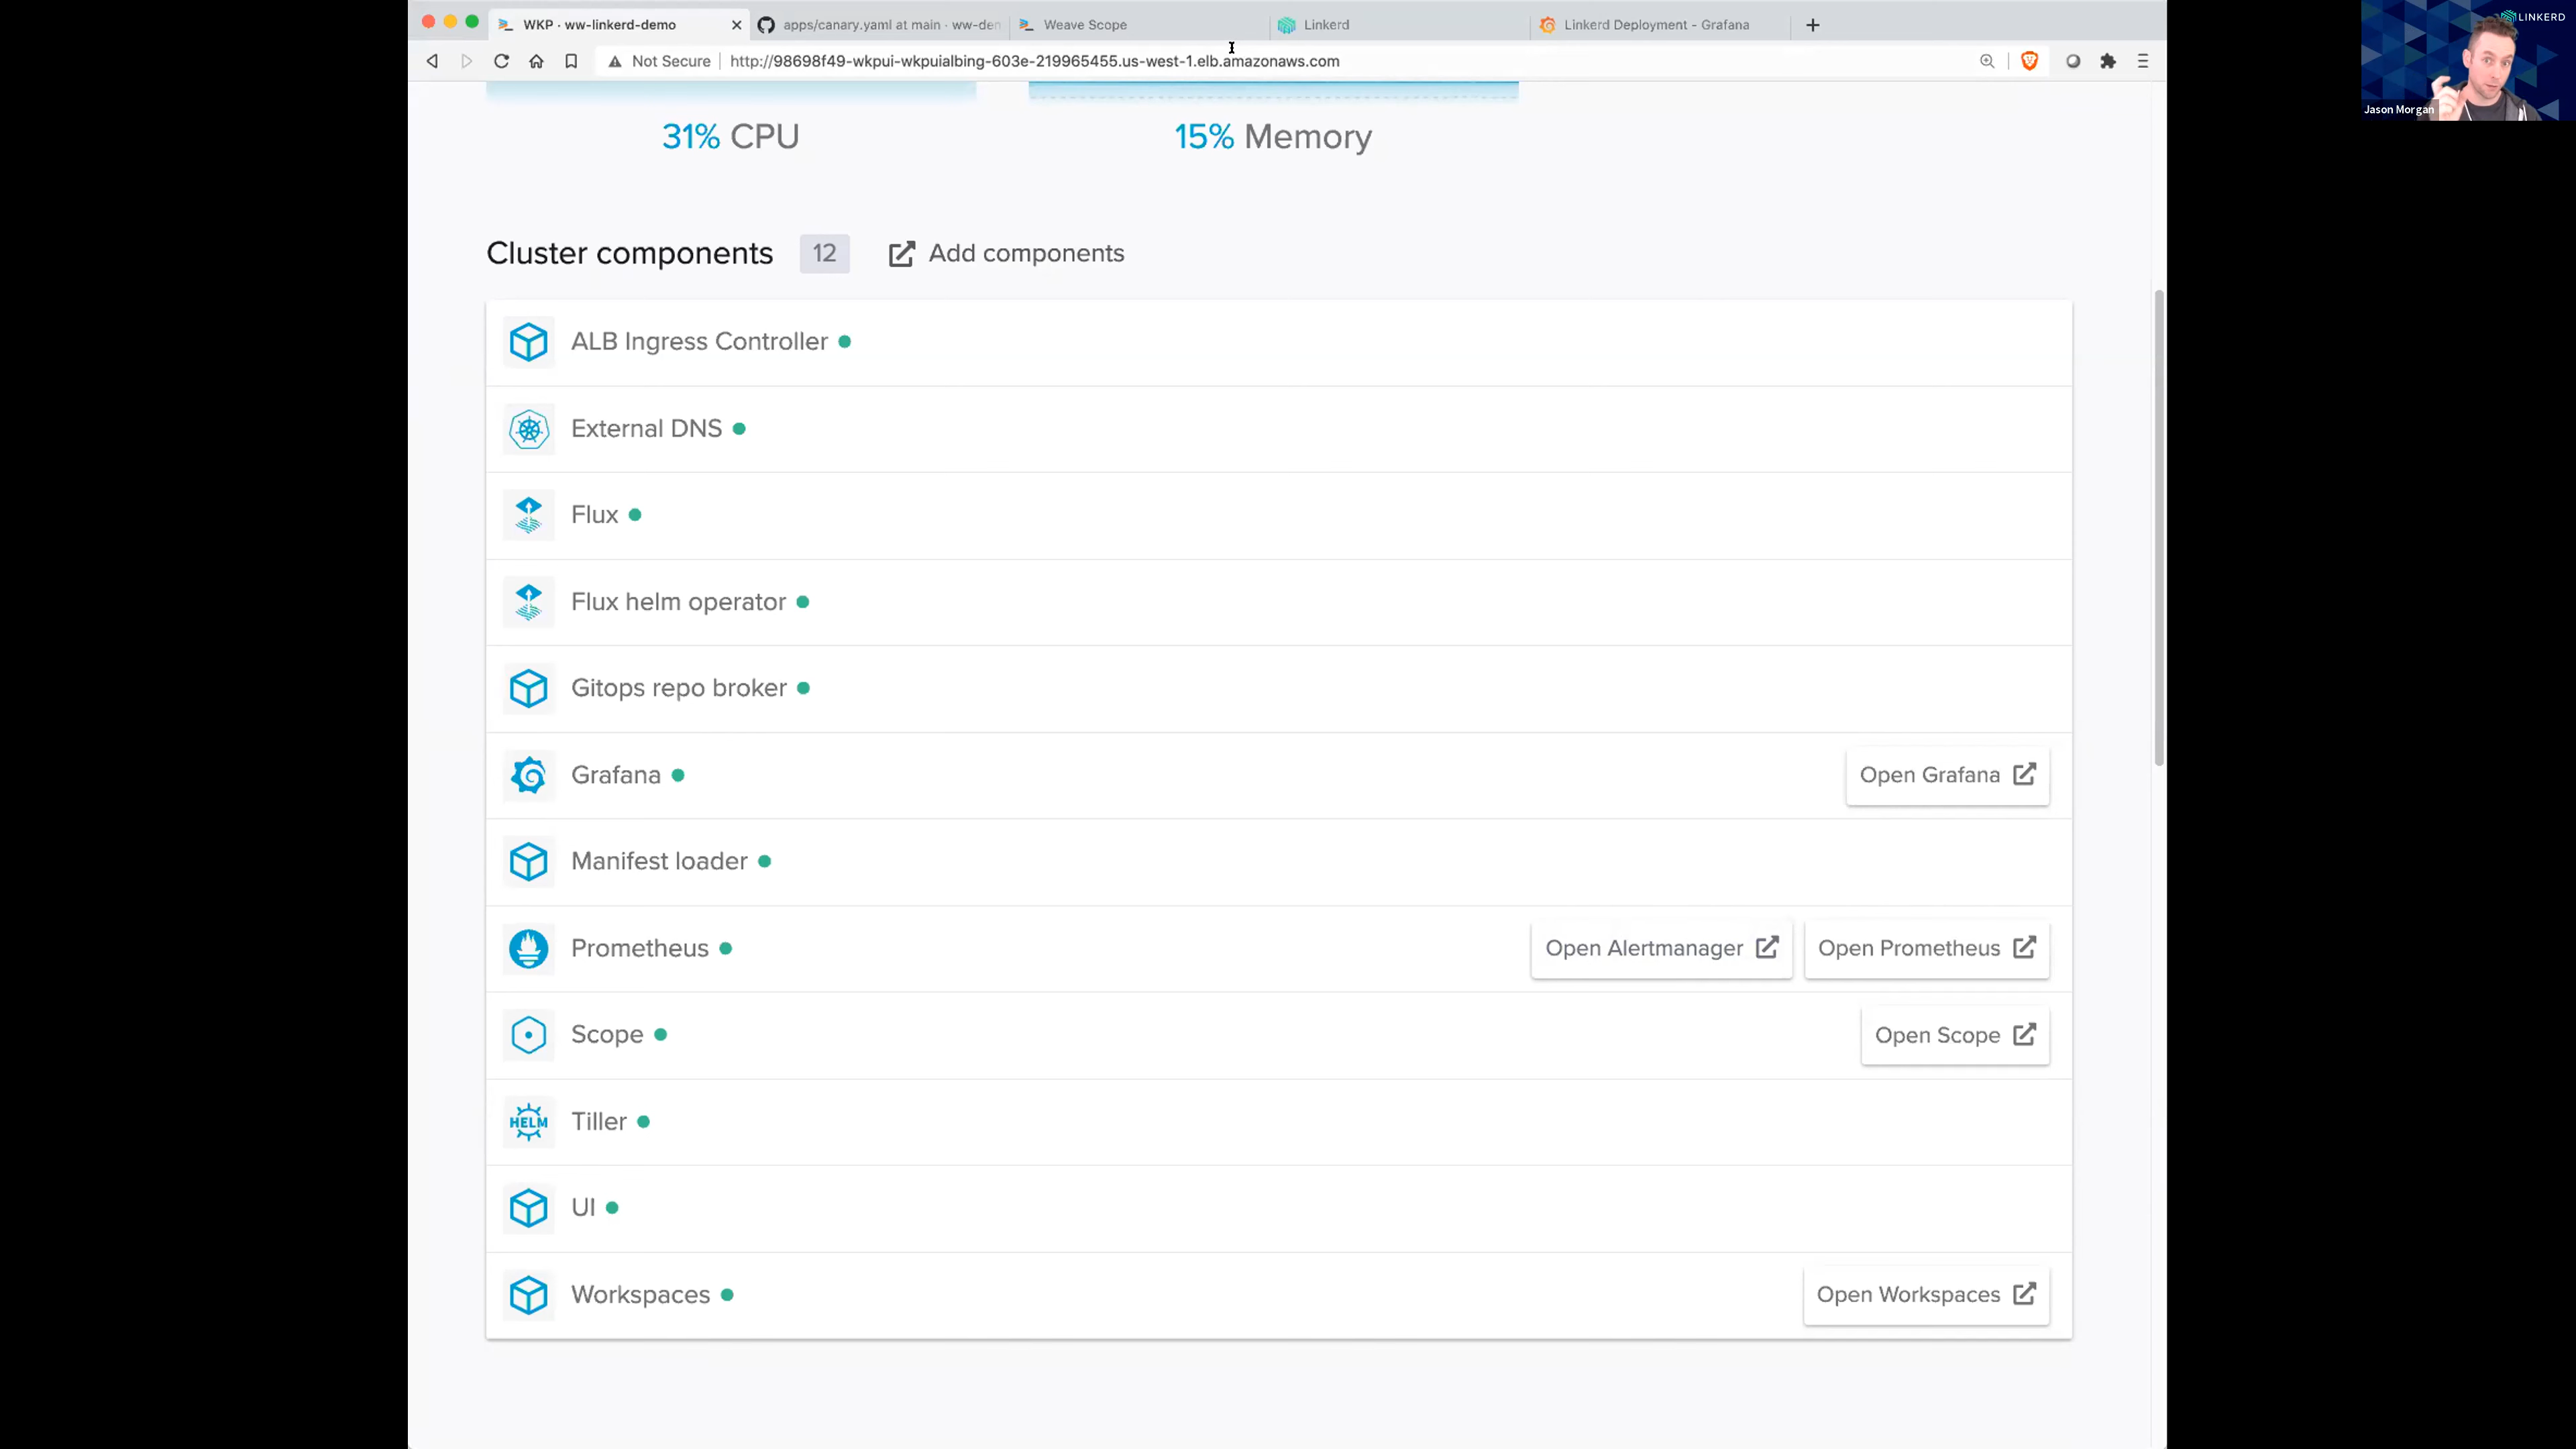 WKP · ww-linkerd-demo
apps/canary.yaml at main · ww-den
Weave Scope
Linkerd
Linkerd Deployment - Grafana
LINKERD
Not Secure
http://98698f49-wkpui-wkpuialbing-603e-219965455.us-west-1.elb.amazonaws.com
Jason Morgan
31% CPU
15% Memory
Cluster components 12 Add components
ALB Ingress Controller
External DNS
Flux
Flux helm operator
Gitops repo broker
Grafana
Open Grafana
Manifest loader
Prometheus
Open Alertmanager
Open Prometheus
Scope
Open Scope
HELM
Tiller
UI
Workspaces
Open Workspaces